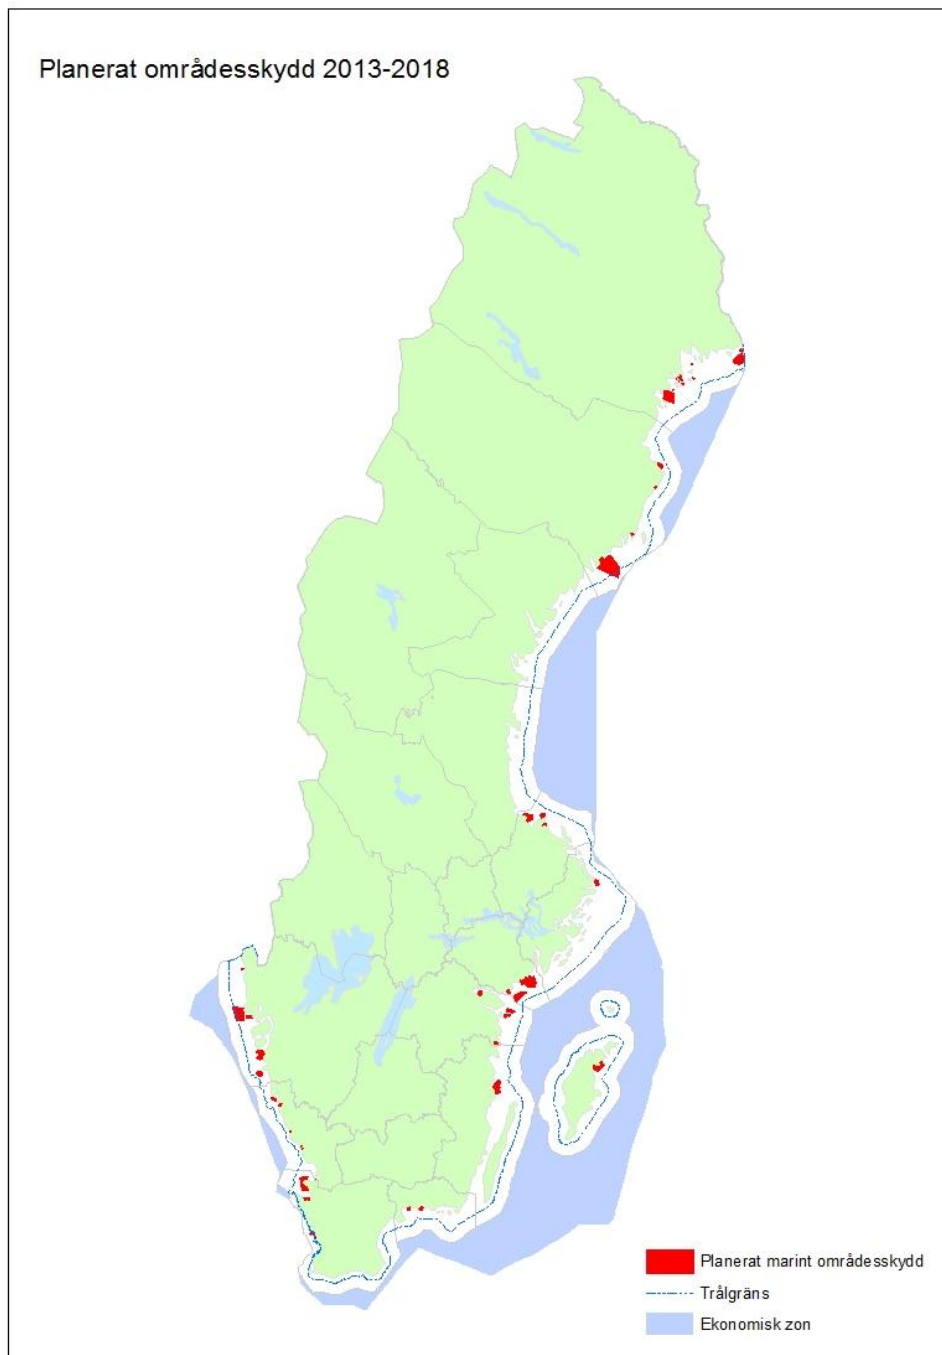 Planerat områdesskydd 2013-2018
Planerat marint områdesskydd
Trålgräns
Ekonomisk zon